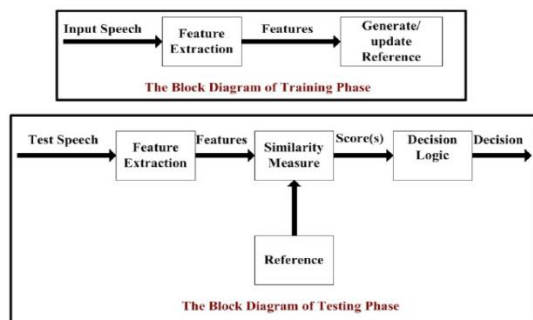 Input Speech
Feature
Extraction
Features
Generate/
update
Reference
The Block Diagram of Training Phase
Test Speech
Feature
Extraction
Features
Similarity
Measure
Score(s)
Decision
Logic
Decision
Reference
The Block Diagram of Testing Phase